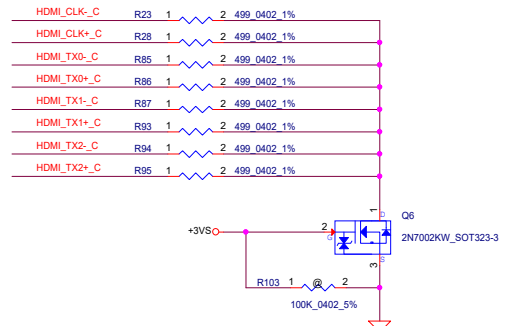 HDMI_CLK-_C R23 1 2 499_0402_1%
HDMI_CLK+_C R28 1 2 499_0402_1%
HDMI_TX0-_C R85 1 2 499_0402_1%
HDMI_TX0+_C R86 1 2 499_0402_1%
HDMI_TX1-_C R87 1 2 499_0402_1%
HDMI_TX1+_C R93 1 2 499_0402_1%
HDMI_TX2-_C R94 1 2 499_0402_1%
HDMI_TX2+_C R95 1 2 499_0402_1%
1 D Q6
+3VS 2 G 2N7002KW_SOT323-3
3 S
R103 1 @ 2
100K_0402_5%